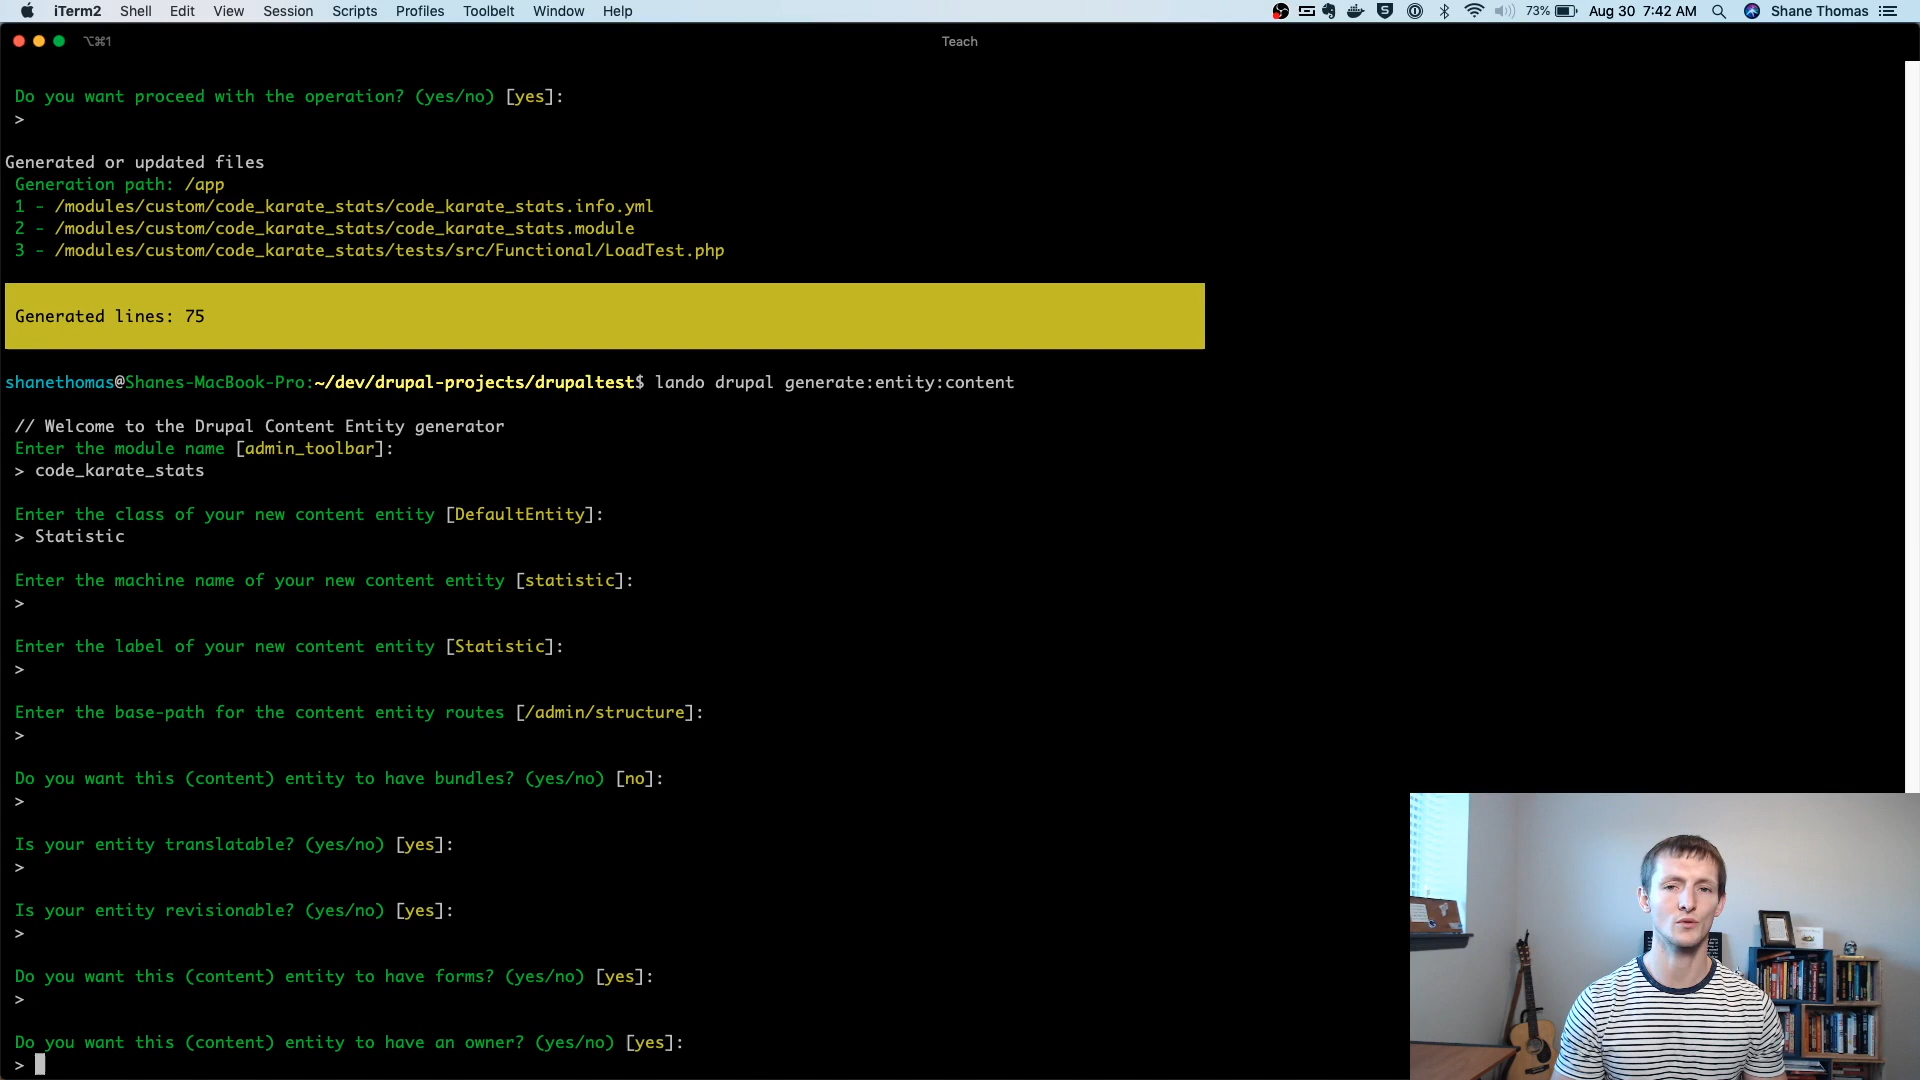 iTerm2 Shell Edit View Session Scripts Profiles Toolbelt Window Help 73% Aug 30 7:42 AM Shane Thomas
⌥⌘1 Teach
Do you want proceed with the operation? (yes/no) [yes]:
>
Generated or updated files
Generation path: /app
1 - /modules/custom/code_karate_stats/code_karate_stats.info.yml
2 - /modules/custom/code_karate_stats/code_karate_stats.module
3 - /modules/custom/code_karate_stats/tests/src/Functional/LoadTest.php
Generated lines: 75
shanethomas@Shanes-MacBook-Pro:~/dev/drupal-projects/drupaltest$ lando drupal generate:entity:content
// Welcome to the Drupal Content Entity generator
Enter the module name [admin_toolbar]:
> code_karate_stats
Enter the class of your new content entity [DefaultEntity]:
> Statistic
Enter the machine name of your new content entity [statistic]:
>
Enter the label of your new content entity [Statistic]:
>
Enter the base-path for the content entity routes [/admin/structure]:
>
Do you want this (content) entity to have bundles? (yes/no) [no]:
>
Is your entity translatable? (yes/no) [yes]:
>
Is your entity revisionable? (yes/no) [yes]:
>
Do you want this (content) entity to have forms? (yes/no) [yes]:
>
Do you want this (content) entity to have an owner? (yes/no) [yes]:
>